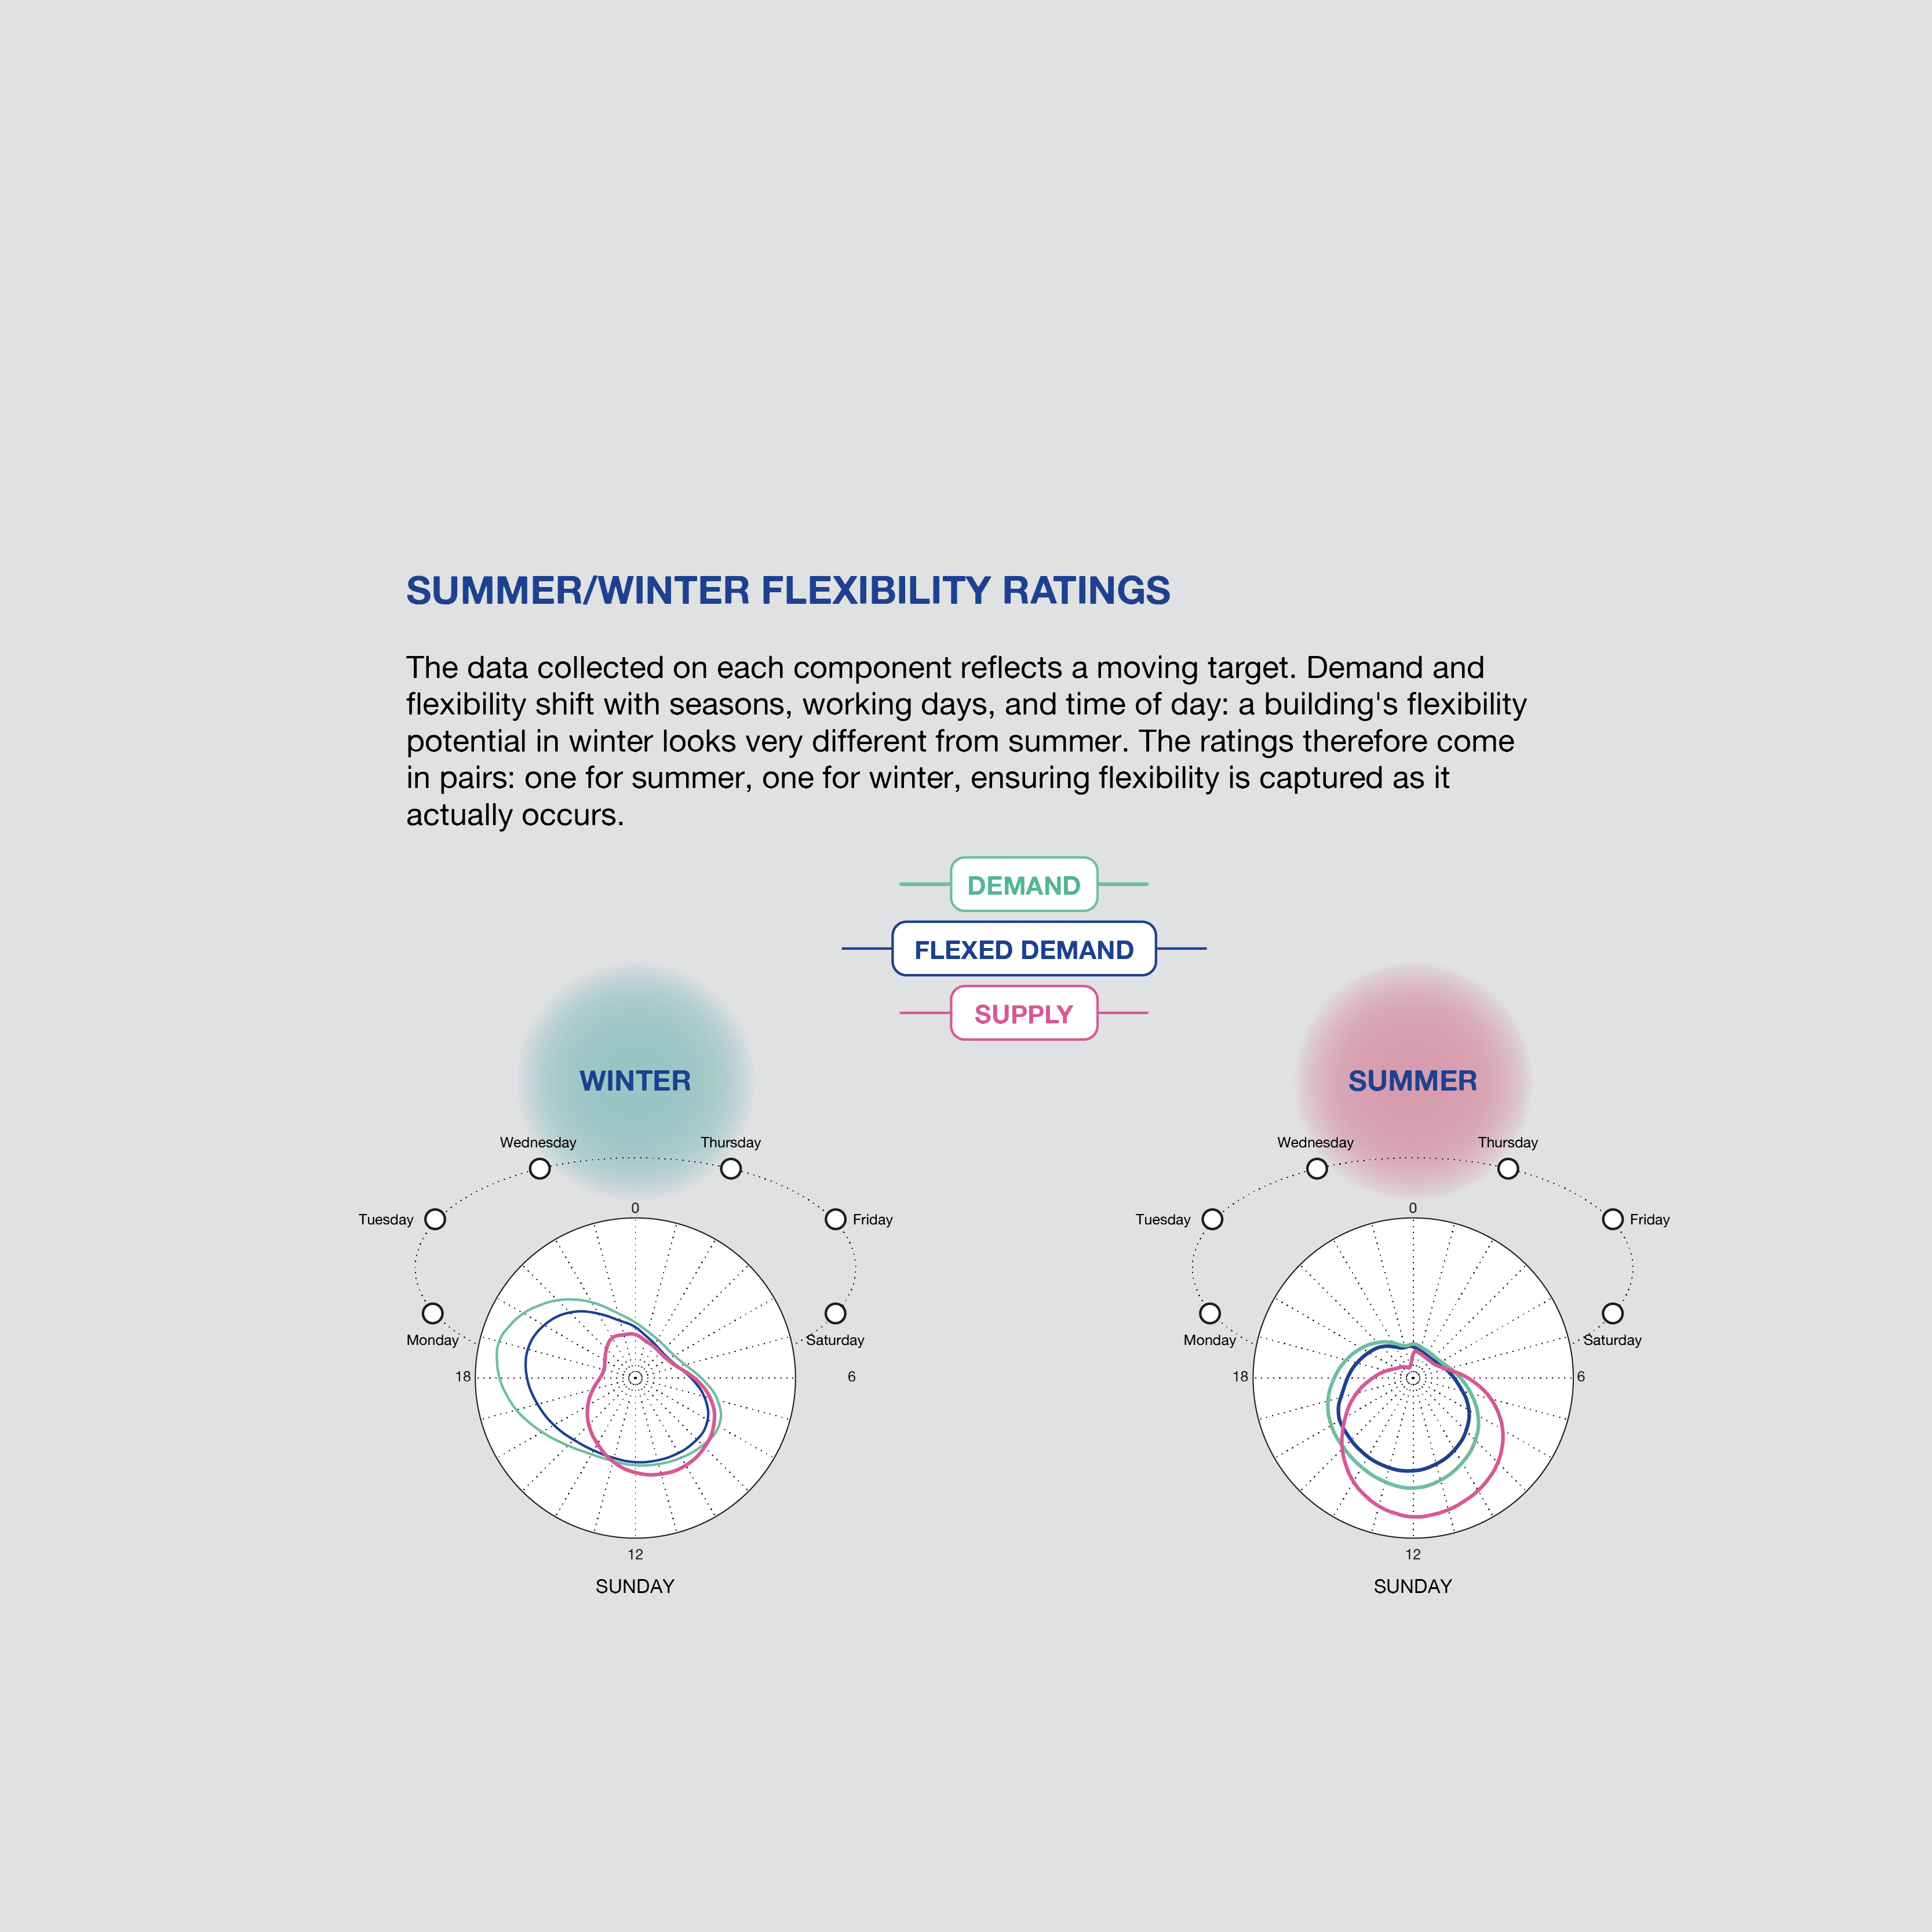 SUMMER/WINTER FLEXIBILITY RATINGS
The data collected on each component reflects a moving target. Demand and
flexibility shift with seasons, working days, and time of day: a building's flexibility
potential in winter looks very different from summer. The ratings therefore come
in pairs: one for summer, one for winter, ensuring flexibility is captured as it
actually occurs.
DEMAND
FLEXED DEMAND
SUPPLY
WINTER
Wednesday
Thursday
Tuesday
Friday
0
Monday
Saturday
18
6
12
SUNDAY
SUMMER
Wednesday
Thursday
Tuesday
Friday
0
Monday
Saturday
18
6
12
SUNDAY